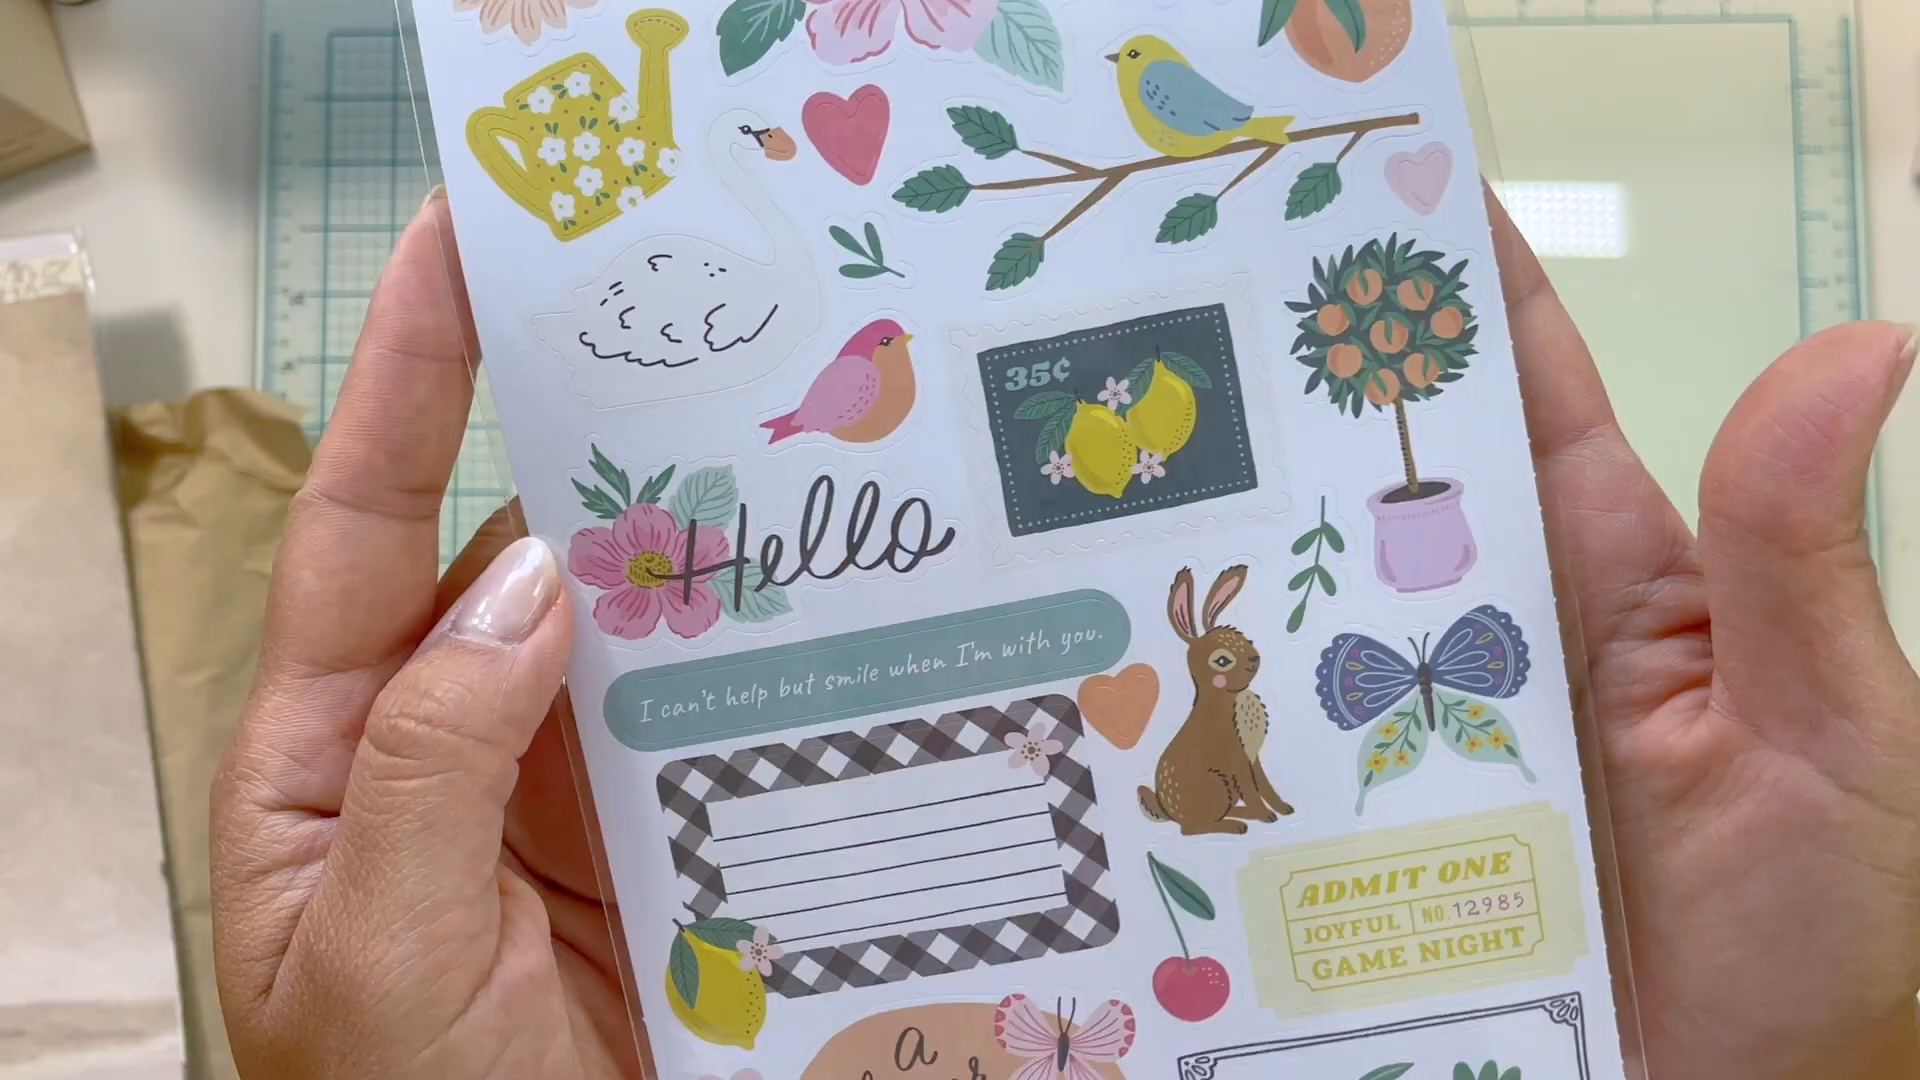 35¢
Hello
I can't help but smile when I'm with you.
ADMIT ONE
JOYFUL NO. 12985
GAME NIGHT
a